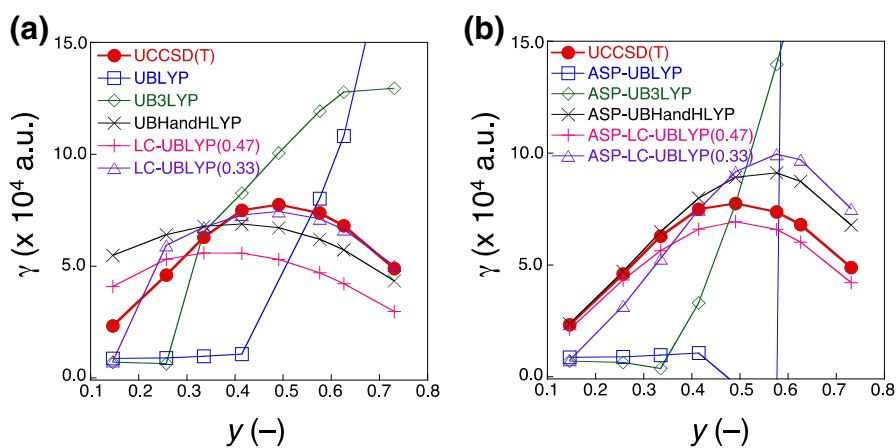 (a)
15.0
10.0
5.0
0.0
γ (x 10⁴ a.u.)
UCCSD(T)
UBLYP
UB3LYP
UBHandHLYP
LC-UBLYP(0.47)
LC-UBLYP(0.33)
0.1 0.2 0.3 0.4 0.5 0.6 0.7 0.8
y (–)
(b)
15.0
10.0
5.0
0.0
γ (x 10⁴ a.u.)
UCCSD(T)
ASP-UBLYP
ASP-UB3LYP
ASP-UBHandHLYP
ASP-LC-UBLYP(0.47)
ASP-LC-UBLYP(0.33)
0.1 0.2 0.3 0.4 0.5 0.6 0.7 0.8
y (–)